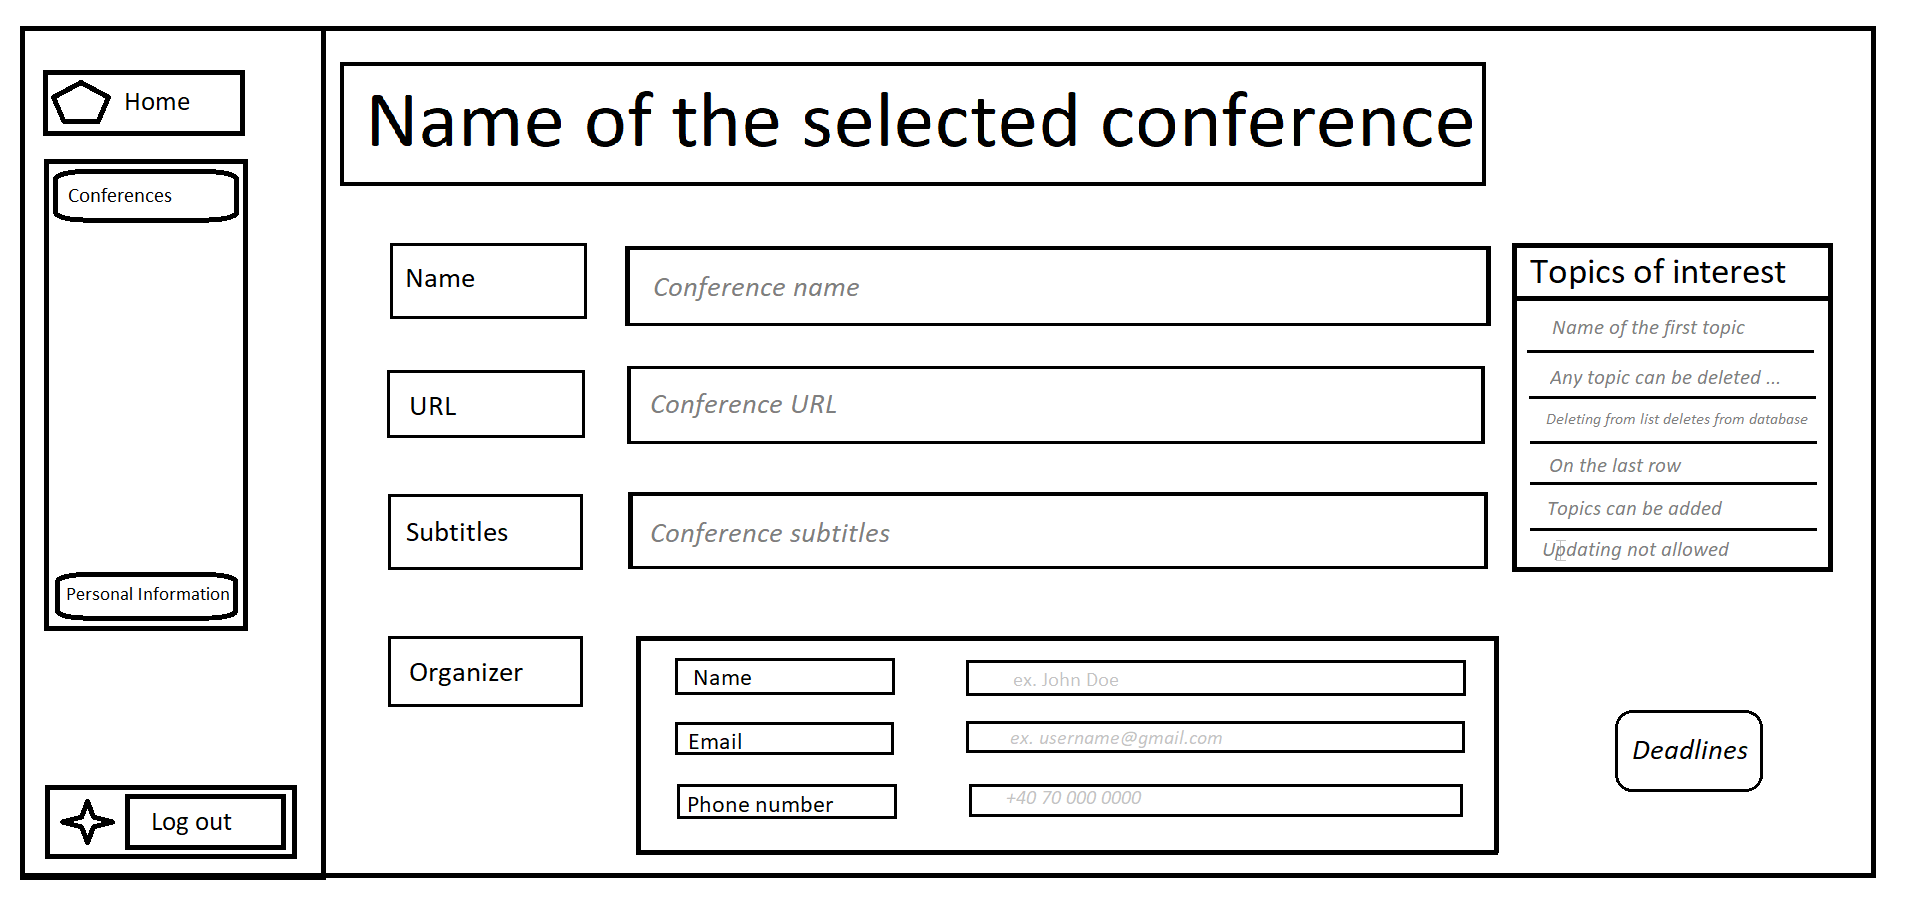 Home
Conferences
Personal Information
Log out
Name of the selected conference
Name
Conference name
URL
Conference URL
Subtitles
Conference subtitles
Organizer
Name
ex. John Doe
Email
ex. username@gmail.com
Phone number
+40 70 000 0000
Topics of interest
Name of the first topic
Any topic can be deleted ...
Deleting from list deletes from database
On the last row
Topics can be added
Updating not allowed
Deadlines